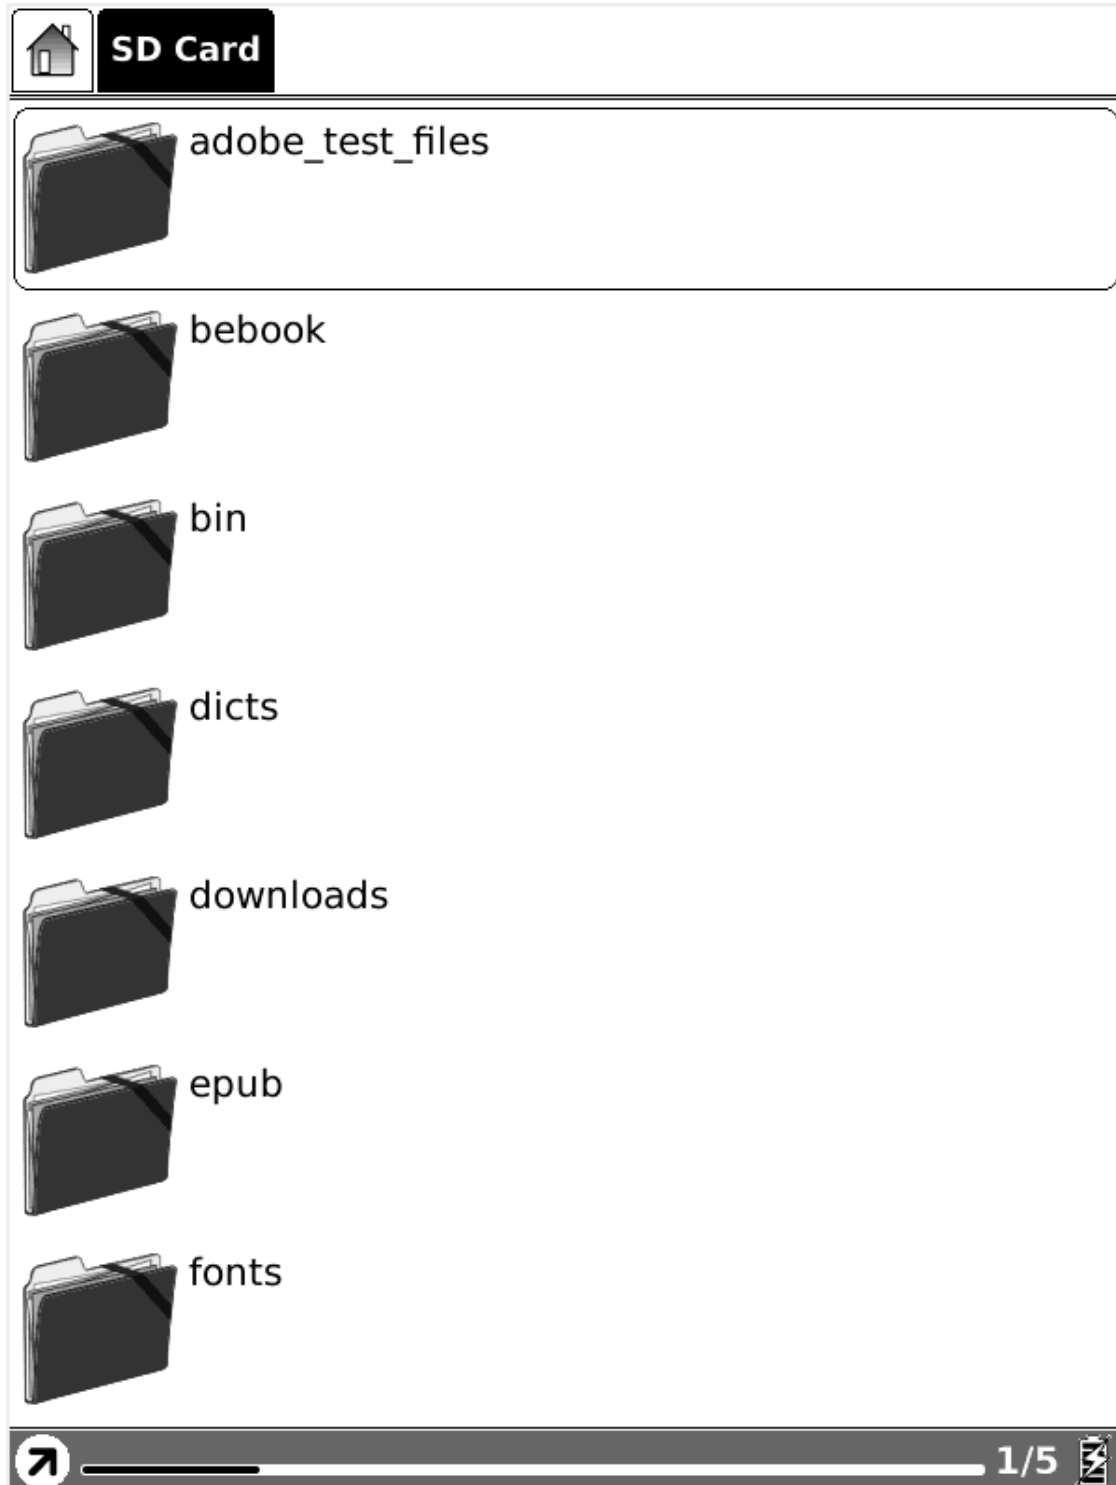 SD Card
adobe_test_files
bebook
bin
dicts
downloads
epub
fonts
1/5